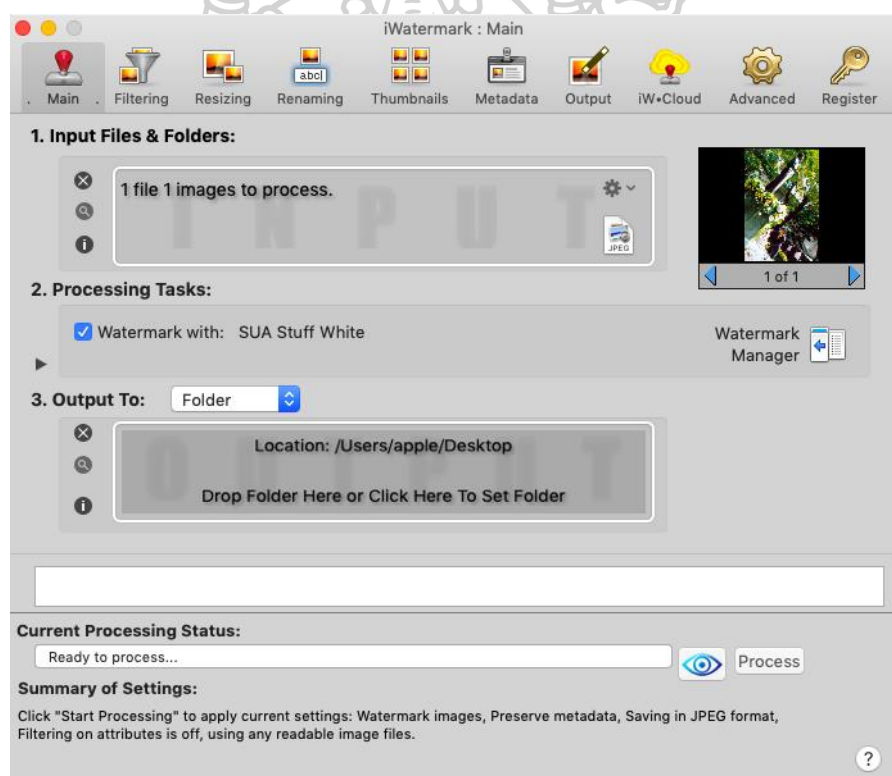 iWatermark : Main
Main Filtering Resizing Renaming Thumbnails Metadata Output iW•Cloud Advanced Register
abc
1. Input Files & Folders:
1 file 1 images to process.
INPUT
JPEG
1 of 1
2. Processing Tasks:
Watermark with: SUA Stuff White
Watermark
Manager
3. Output To: Folder
Location: /Users/apple/Desktop
OUTPUT
Drop Folder Here or Click Here To Set Folder
Current Processing Status:
Ready to process...
Process
Summary of Settings:
Click "Start Processing" to apply current settings: Watermark images, Preserve metadata, Saving in JPEG format,
Filtering on attributes is off, using any readable image files.
?